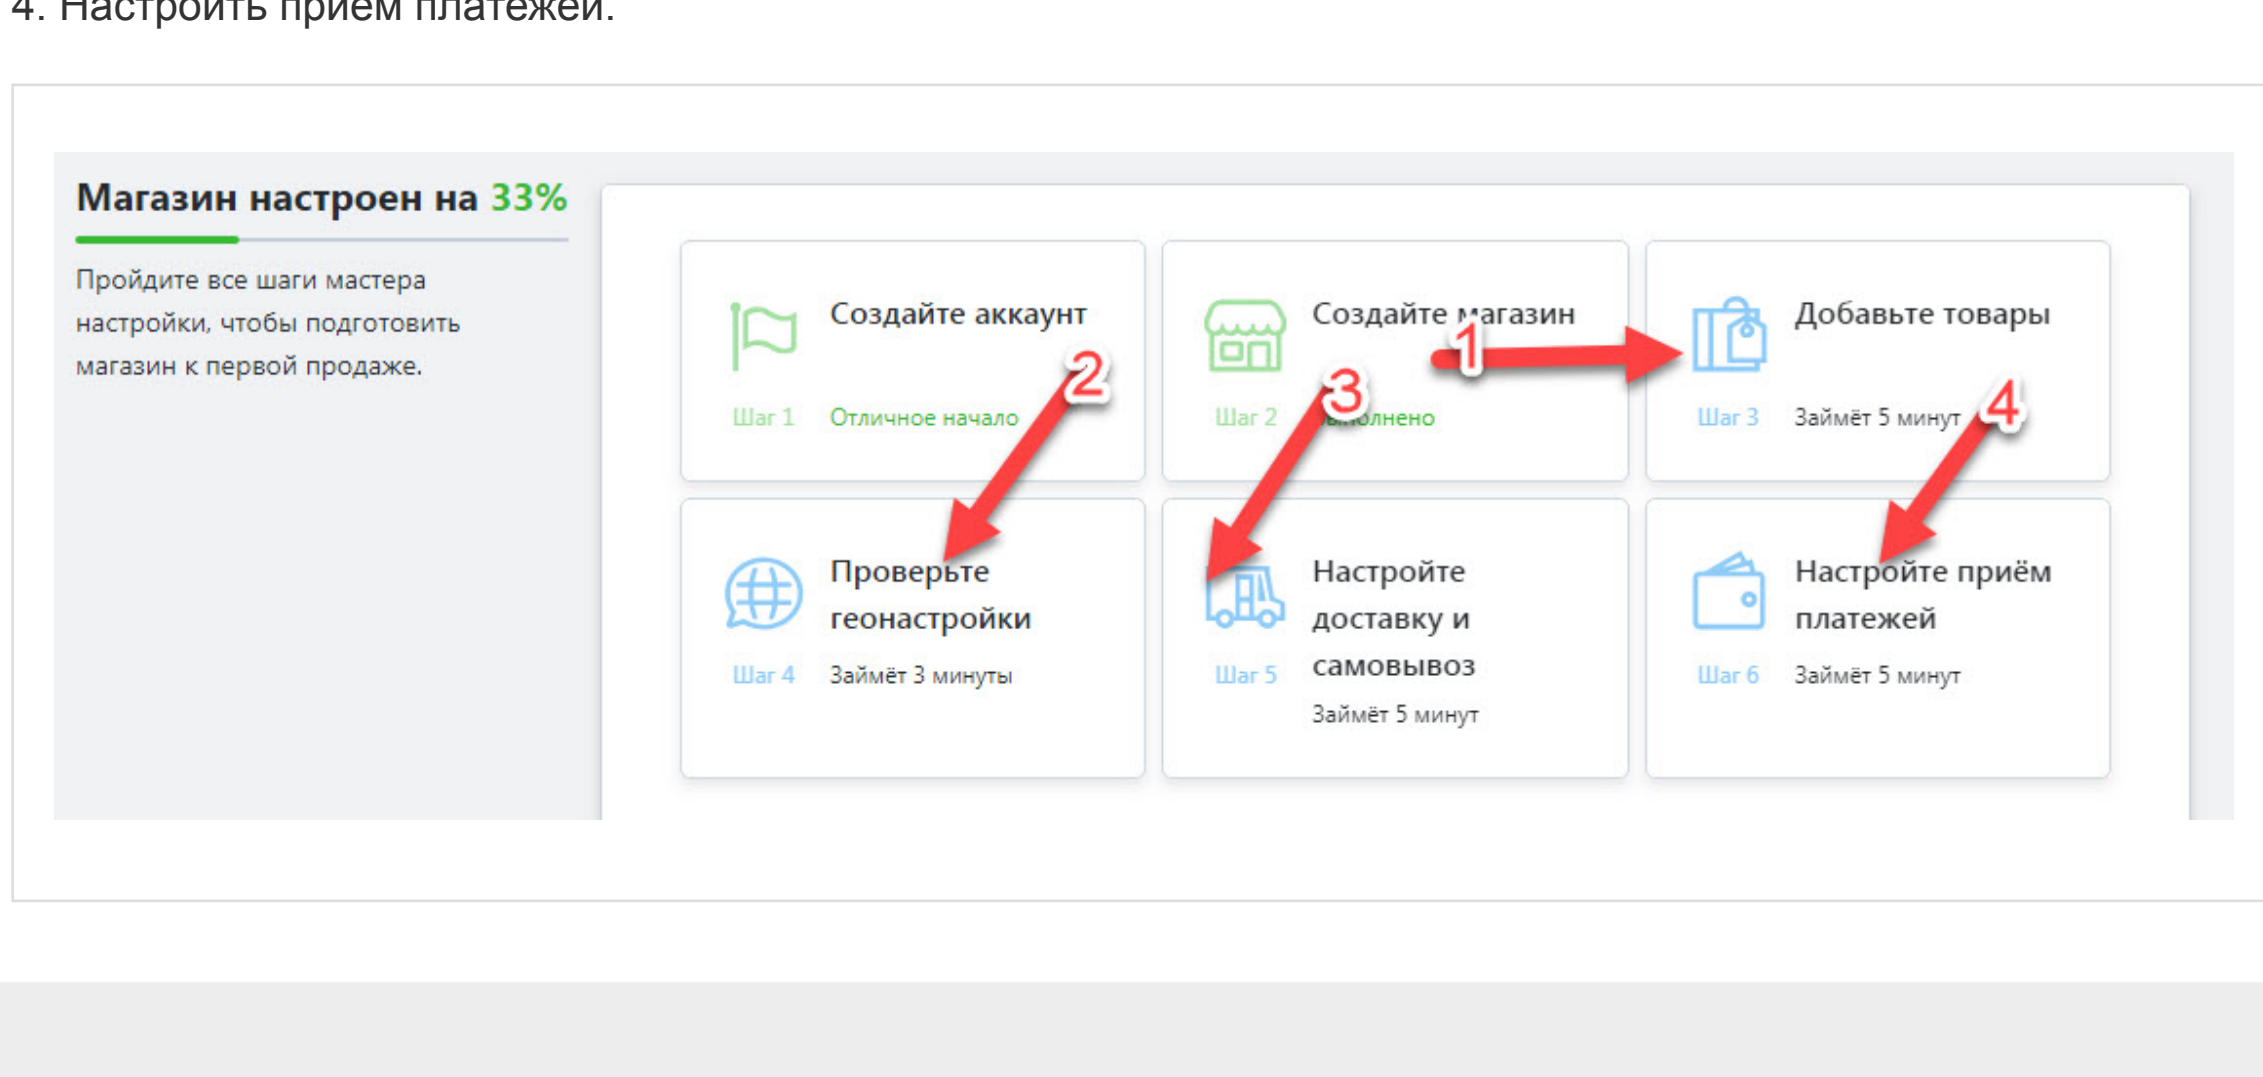 4. Настроить прием платежей.
Магазин настроен на 33%
Пройдите все шаги мастера
настройки, чтобы подготовить
магазин к первой продаже.
Создайте аккаунт
2
Шаг 1 Отличное начало
Создайте магазин
1
3
Шаг 2 Выполнено
Добавьте товары
Шаг 3 Займёт 5 минут
4
Проверьте
геонастройки
Шаг 4 Займёт 3 минуты
Настройте
доставку и
самовывоз
Шаг 5
Займёт 5 минут
Настройте приём
платежей
Шаг 6 Займёт 5 минут